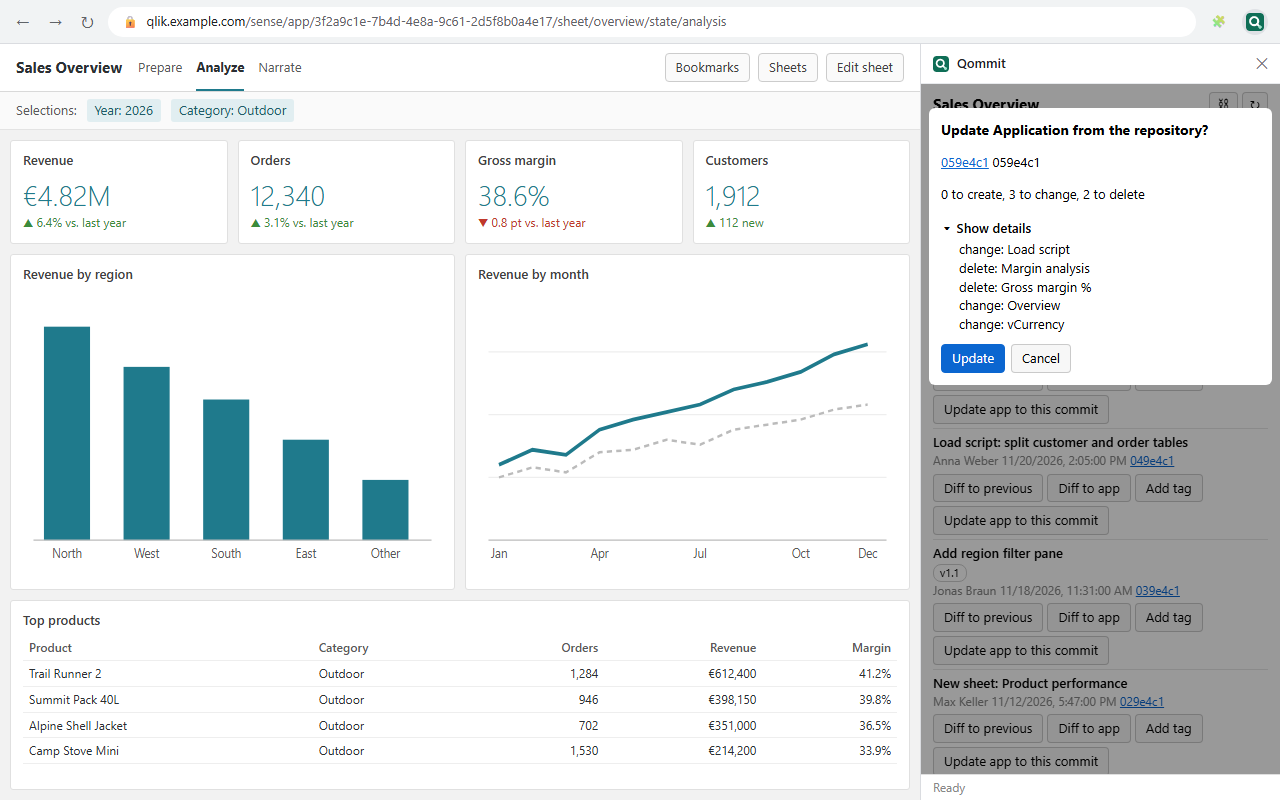 qlik.example.com/sense/app/3f2a9c1e-7b4d-4e8a-9c61-2d5f8b0a4e17/sheet/overview/state/analysis
Sales Overview Prepare Analyze Narrate Bookmarks Sheets Edit sheet
Selections: Year: 2026 Category: Outdoor
Revenue
€4.82M
▲ 6.4% vs. last year
Orders
12,340
▲ 3.1% vs. last year
Gross margin
38.6%
▼ 0.8 pt vs. last year
Customers
1,912
▲ 112 new
Revenue by region
North West South East Other
Revenue by month
Jan Apr Jul Oct Dec
Top products
Product Category Orders Revenue Margin
Trail Runner 2 Outdoor 1,284 €612,400 41.2%
Summit Pack 40L Outdoor 946 €398,150 39.8%
Alpine Shell Jacket Outdoor 702 €351,000 36.5%
Camp Stove Mini Outdoor 1,530 €214,200 33.9%
Qommit
Sales Overview
Update Application from the repository?
059e4c1 059e4c1
0 to create, 3 to change, 2 to delete
Show details
change: Load script
delete: Margin analysis
delete: Gross margin %
change: Overview
change: vCurrency
Update Cancel
Update app to this commit
Load script: split customer and order tables
Anna Weber 11/20/2026, 2:05:00 PM 049e4c1
Diff to previous Diff to app Add tag
Update app to this commit
Add region filter pane
v1.1
Jonas Braun 11/18/2026, 11:31:00 AM 039e4c1
Diff to previous Diff to app Add tag
Update app to this commit
New sheet: Product performance
Max Keller 11/12/2026, 5:47:00 PM 029e4c1
Diff to previous Diff to app Add tag
Update app to this commit
Ready